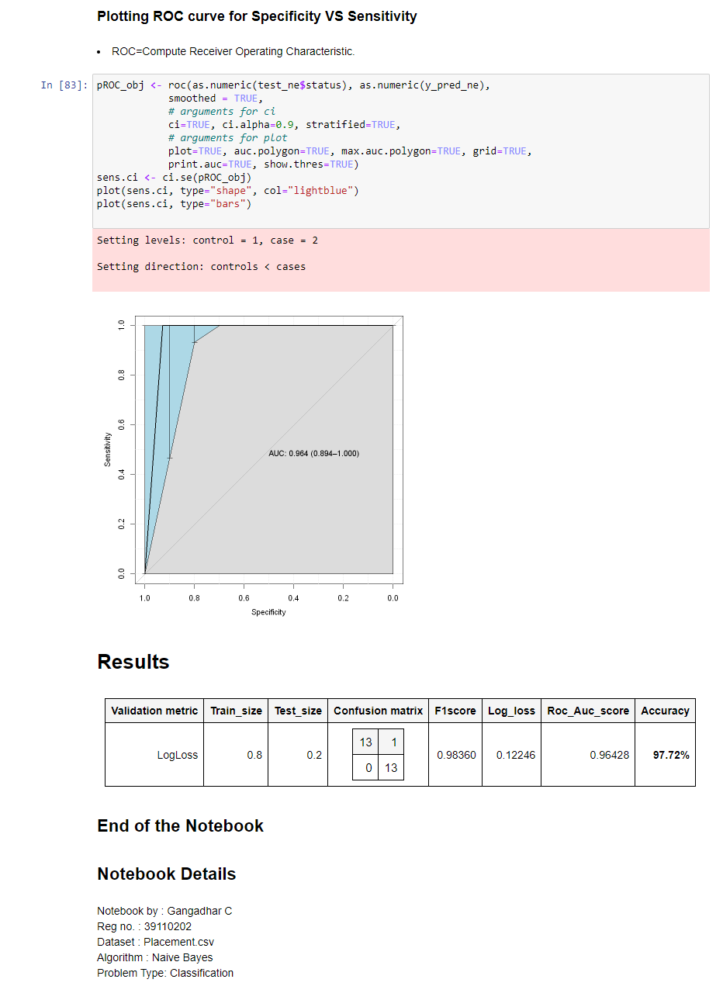 Plotting ROC curve for Specificity VS Sensitivity
• ROC=Compute Receiver Operating Characteristic.
In [83]: pROC_obj <- roc(as.numeric(test_ne$status), as.numeric(y_pred_ne),
smoothed = TRUE,
# arguments for ci
ci=TRUE, ci.alpha=0.9, stratified=TRUE,
# arguments for plot
plot=TRUE, auc.polygon=TRUE, max.auc.polygon=TRUE, grid=TRUE,
print.auc=TRUE, show.thres=TRUE)
sens.ci <- ci.se(pROC_obj)
plot(sens.ci, type="shape", col="lightblue")
plot(sens.ci, type="bars")
Setting levels: control = 1, case = 2
Setting direction: controls < cases
1.0
0.8
0.6
0.4
0.2
0.0
Sensitivity
AUC: 0.964 (0.894–1.000)
1.0 0.8 0.6 0.4 0.2 0.0
Specificity
Results
Validation metric Train_size Test_size Confusion matrix F1score Log_loss Roc_Auc_score Accuracy
13 1
LogLoss 0.8 0.2 0.98360 0.12246 0.96428 97.72%
0 13
End of the Notebook
Notebook Details
Notebook by : Gangadhar C
Reg no. : 39110202
Dataset : Placement.csv
Algorithm : Naive Bayes
Problem Type: Classification